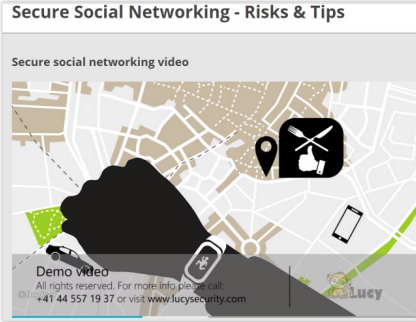 Secure Social Networking - Risks & Tips
Secure social networking video
Demo video
All rights reserved. For more info please call:
+41 44 557 19 37 or visit www.lucysecurity.com
Lucy